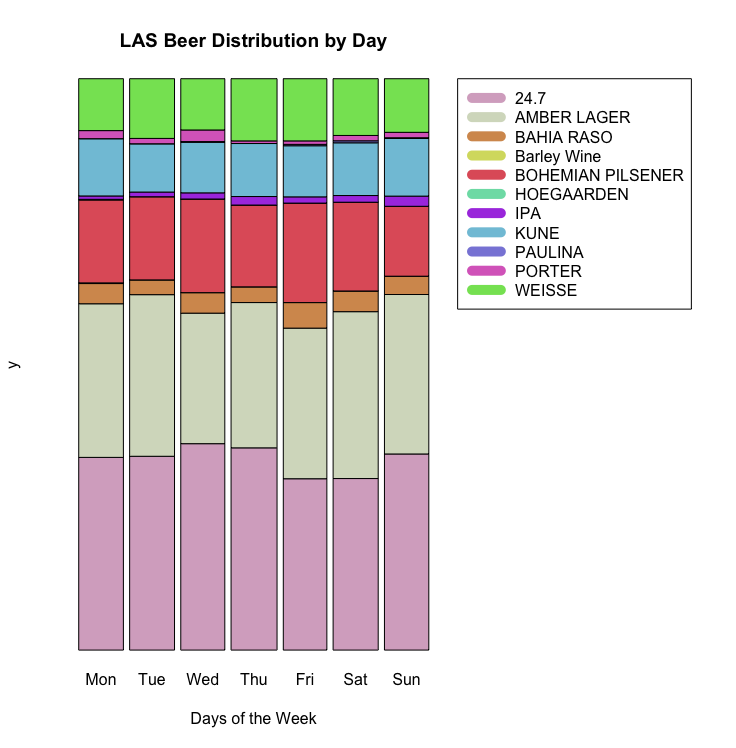 LAS Beer Distribution by Day
24.7
AMBER LAGER
BAHIA RASO
Barley Wine
BOHEMIAN PILSENER
HOEGAARDEN
IPA
KUNE
PAULINA
PORTER
WEISSE
y
Mon Tue Wed Thu Fri Sat Sun
Days of the Week